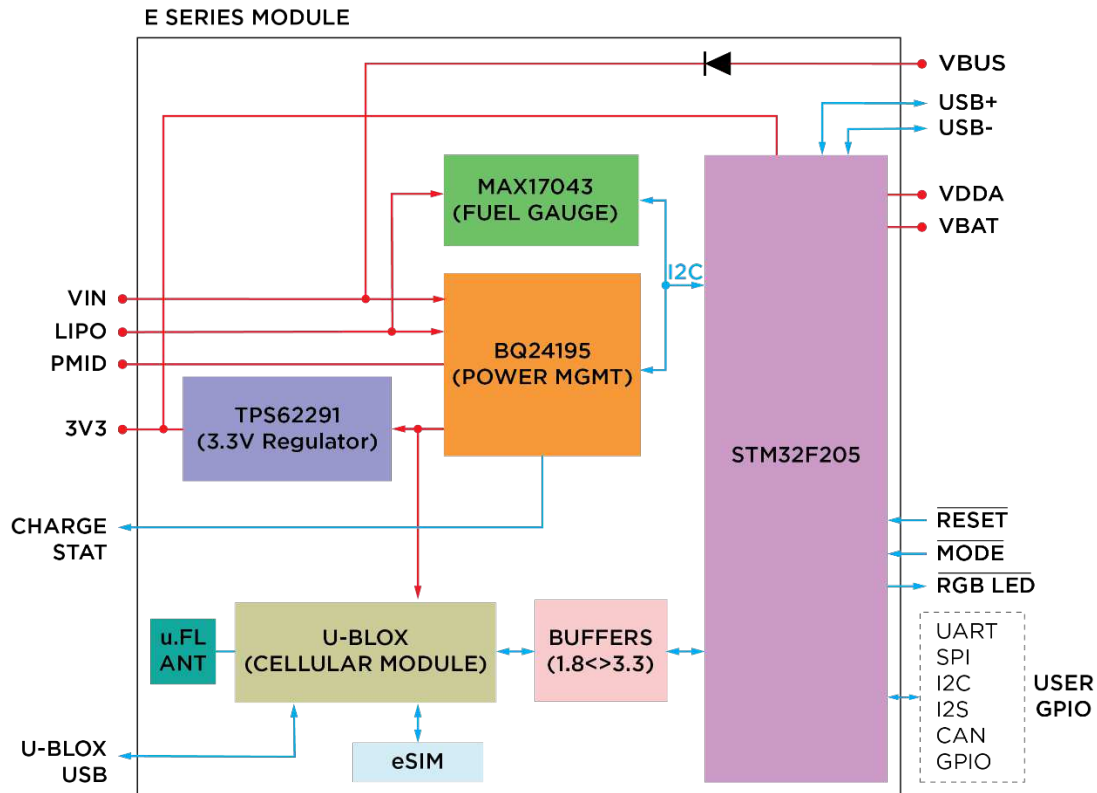 E SERIES MODULE
VBUS
USB+
USB-
MAX17043
(FUEL GAUGE)
VDDA
VBAT
I2C
VIN
LIPO
PMID
3V3
BQ24195
(POWER MGMT)
TPS62291
(3.3V Regulator)
STM32F205
CHARGE
STAT
RESET
MODE
RGB LED
u.FL
ANT
U-BLOX
(CELLULAR MODULE)
BUFFERS
(1.8<>3.3)
UART
SPI
I2C
I2S
CAN
GPIO
USER
GPIO
U-BLOX
USB
eSIM